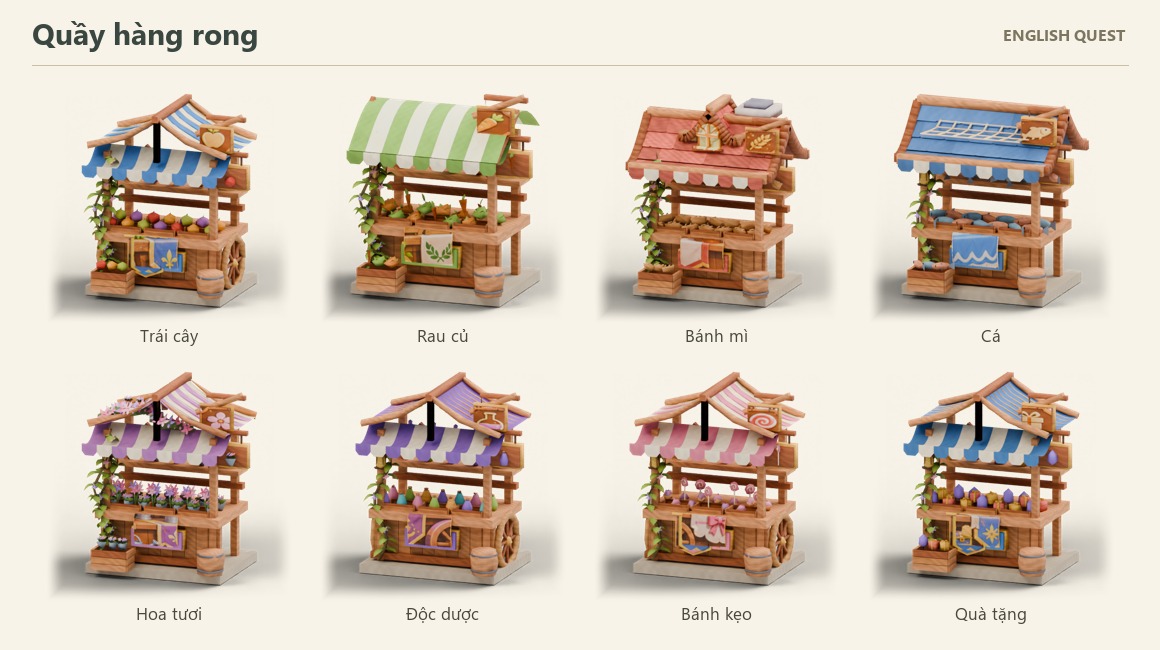 Quầy hàng rong
ENGLISH QUEST
Trái cây
Rau củ
Bánh mì
Cá
Hoa tươi
Độc dược
Bánh kẹo
Quà tặng